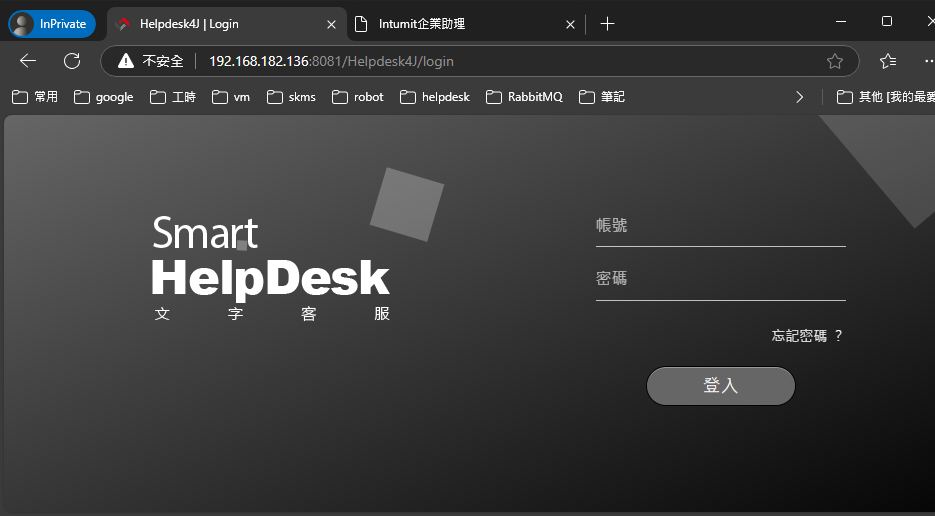 InPrivate
Helpdesk4J | Login
Intumit企業助理
不安全
192.168.182.136:8081/Helpdesk4J/login
常用
google
工時
vm
skms
robot
helpdesk
RabbitMQ
筆記
其他 [我的最愛
Smart
HelpDesk
文字客服
帳號
密碼
忘記密碼 ?
登入